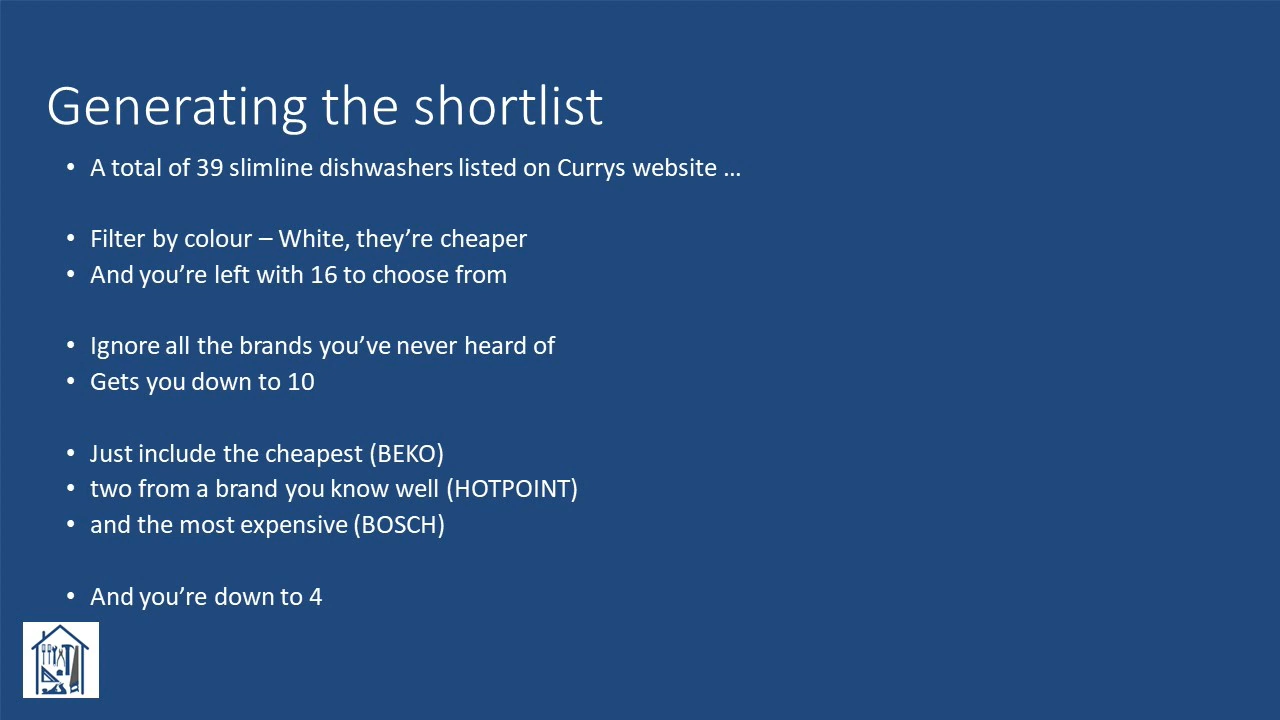 Generating the shortlist
• A total of 39 slimline dishwashers listed on Currys website ...
• Filter by colour – White, they’re cheaper
• And you’re left with 16 to choose from
• Ignore all the brands you’ve never heard of
• Gets you down to 10
• Just include the cheapest (BEKO)
• two from a brand you know well (HOTPOINT)
• and the most expensive (BOSCH)
• And you’re down to 4